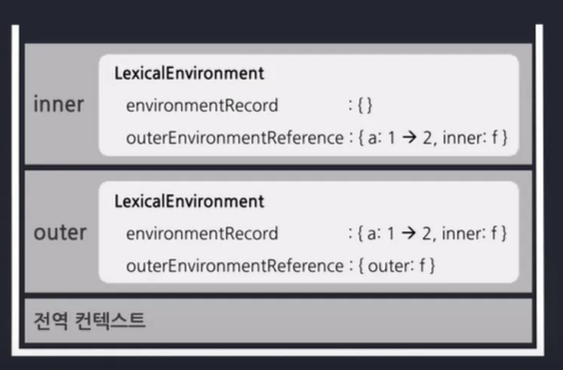 inner
LexicalEnvironment
environmentRecord : { }
outerEnvironmentReference : { a: 1 → 2, inner: f }
outer
LexicalEnvironment
environmentRecord : { a: 1 → 2, inner: f }
outerEnvironmentReference : { outer: f }
전역 컨텍스트